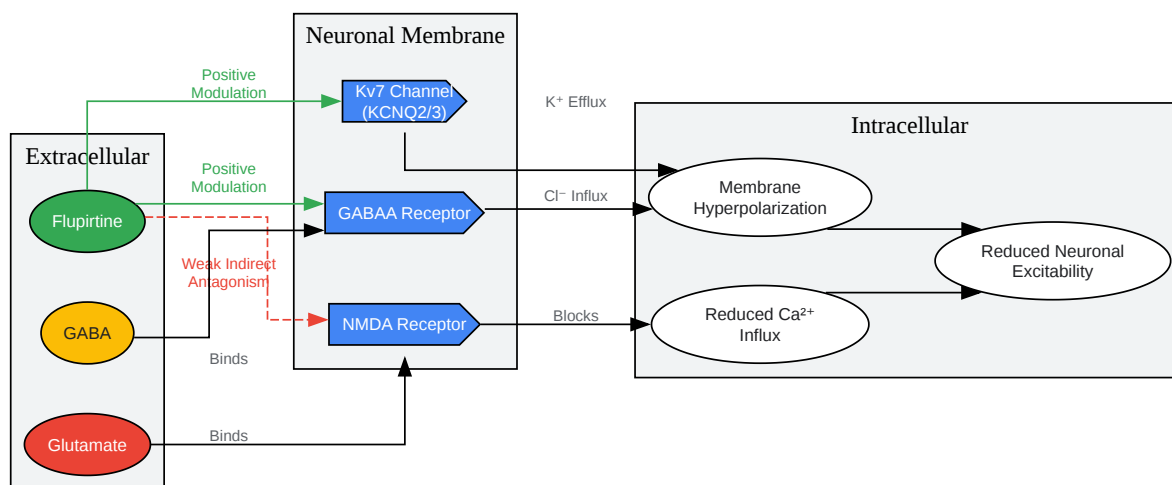 Neuronal Membrane
Positive
Modulation
Kv7 Channel
(KCNQ2/3)
K⁺ Efflux
Intracellular
Extracellular
Positive
Modulation
Membrane
Hyperpolarization
Cl⁻ Influx
Flupirtine
GABAA Receptor
Reduced Neuronal
Excitability
Weak Indirect
Antagonism
GABA
NMDA Receptor
Blocks
Reduced Ca²⁺
Influx
Binds
Glutamate
Binds